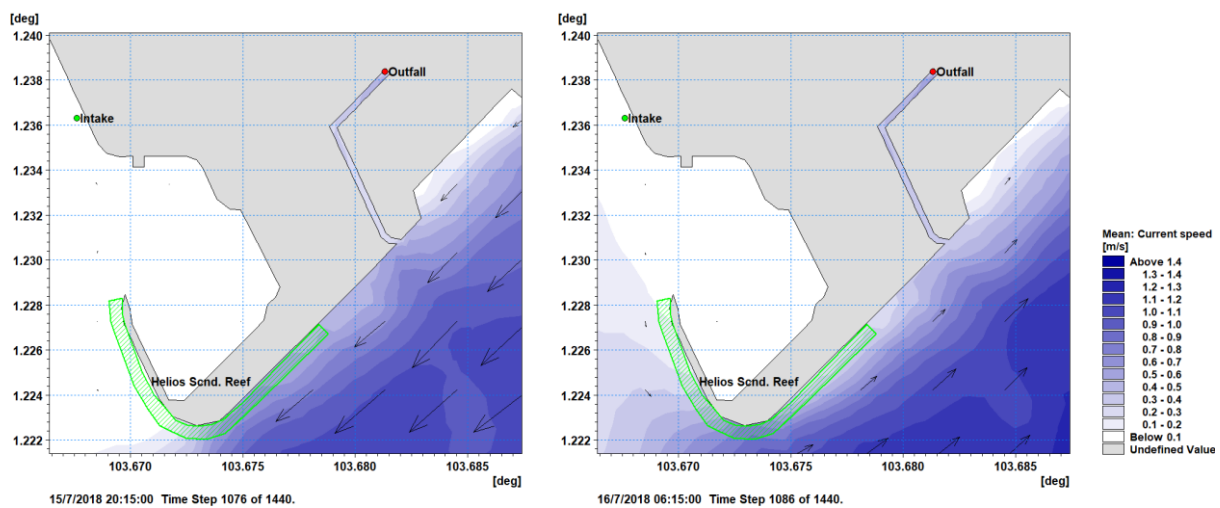 [deg]
1.240
1.238
1.236
1.234
1.232
1.230
1.228
1.226
1.224
1.222
Outfall
Intake
Helios Scnd. Reef
103.670 103.675 103.680 103.685
[deg]
15/7/2018 20:15:00 Time Step 1076 of 1440.
[deg]
1.240
1.238
1.236
1.234
1.232
1.230
1.228
1.226
1.224
1.222
Outfall
Intake
Helios Scnd. Reef
103.670 103.675 103.680 103.685
[deg]
16/7/2018 06:15:00 Time Step 1086 of 1440.
Mean: Current speed
[m/s]
Above 1.4
1.3 - 1.4
1.2 - 1.3
1.1 - 1.2
1.0 - 1.1
0.9 - 1.0
0.8 - 0.9
0.7 - 0.8
0.6 - 0.7
0.5 - 0.6
0.4 - 0.5
0.3 - 0.4
0.2 - 0.3
0.1 - 0.2
Below 0.1
Undefined Value